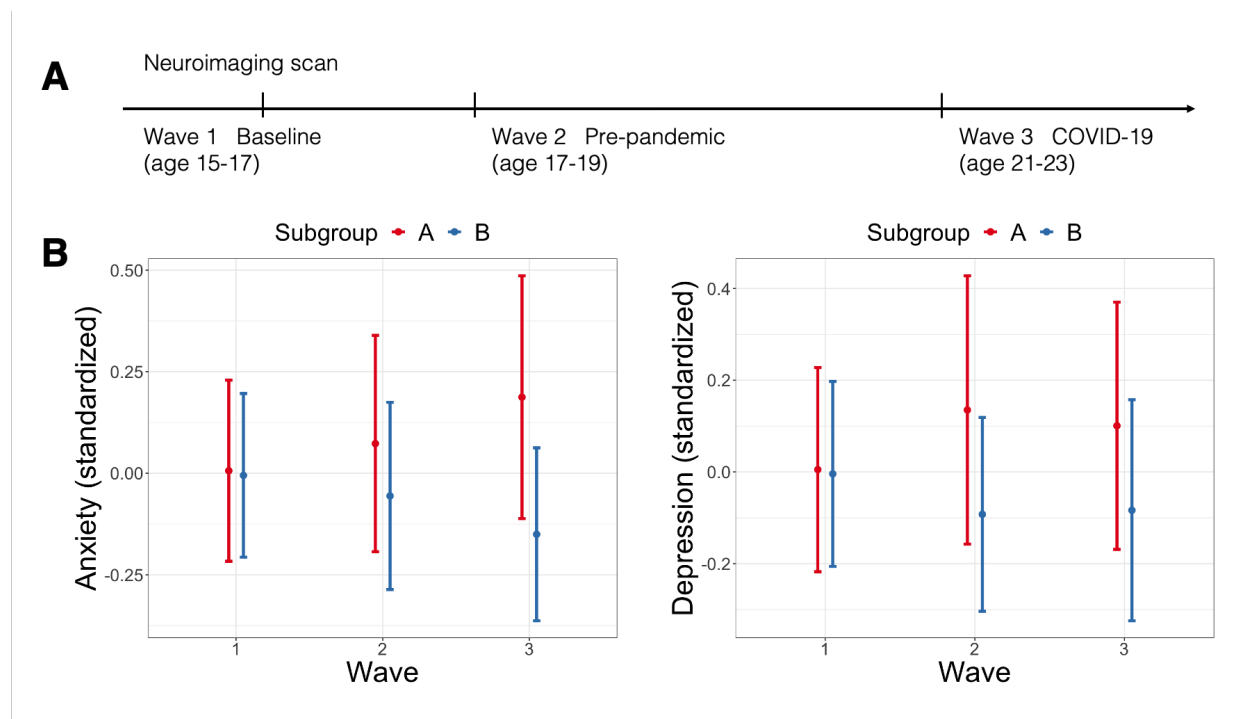 A
Neuroimaging scan
Wave 1 Baseline
(age 15-17)
Wave 2 Pre-pandemic
(age 17-19)
Wave 3 COVID-19
(age 21-23)
B
Subgroup A B
Anxiety (standardized)
0.50
0.25
0.00
-0.25
1 2 3
Wave
Subgroup A B
Depression (standardized)
0.4
0.2
0.0
-0.2
1 2 3
Wave